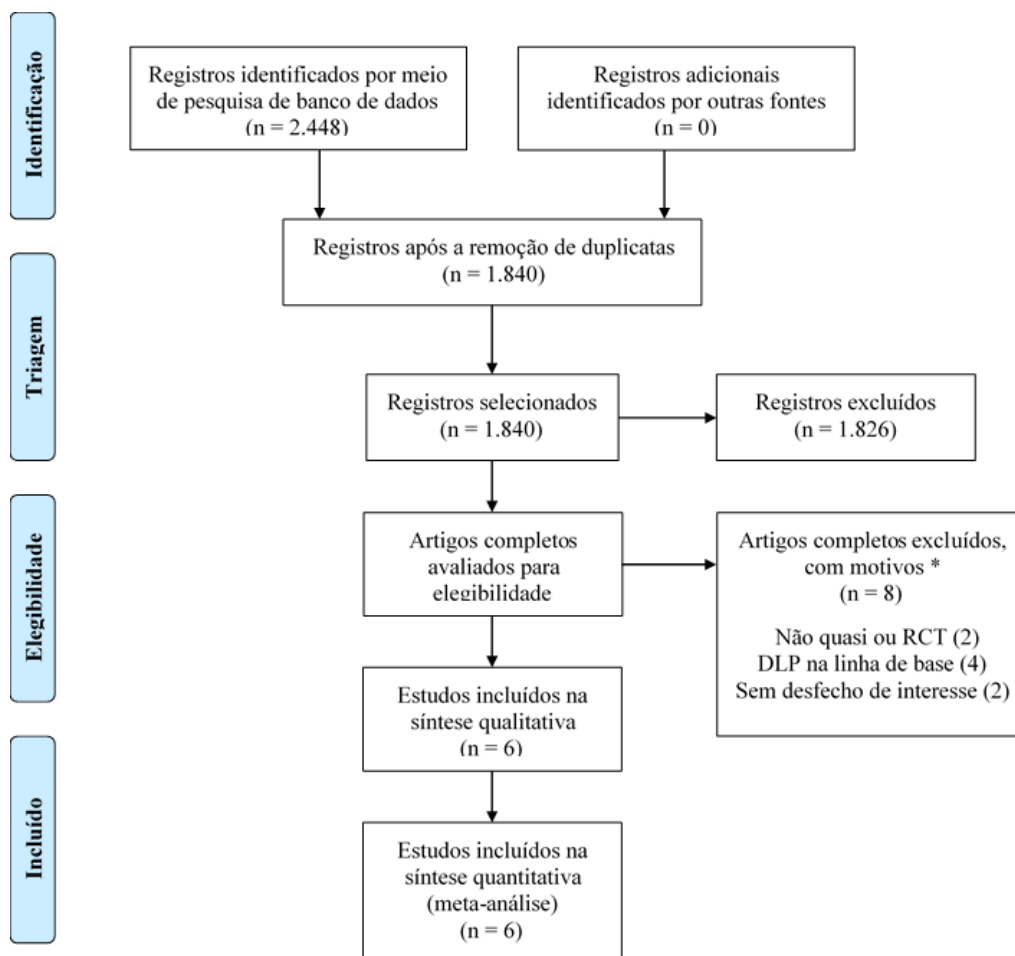 Identificação
Registros identificados por meio
de pesquisa de banco de dados
(n = 2.448)
Registros adicionais
identificados por outras fontes
(n = 0)
Registros após a remoção de duplicatas
(n = 1.840)
Triagem
Registros selecionados
(n = 1.840)
Registros excluídos
(n = 1.826)
Elegibilidade
Artigos completos
avaliados para
elegibilidade
Artigos completos excluídos,
com motivos *
(n = 8)
Não quasi ou RCT (2)
DLP na linha de base (4)
Sem desfecho de interesse (2)
Estudos incluídos na
síntese qualitativa
(n = 6)
Incluído
Estudos incluídos na
síntese quantitativa
(meta-análise)
(n = 6)